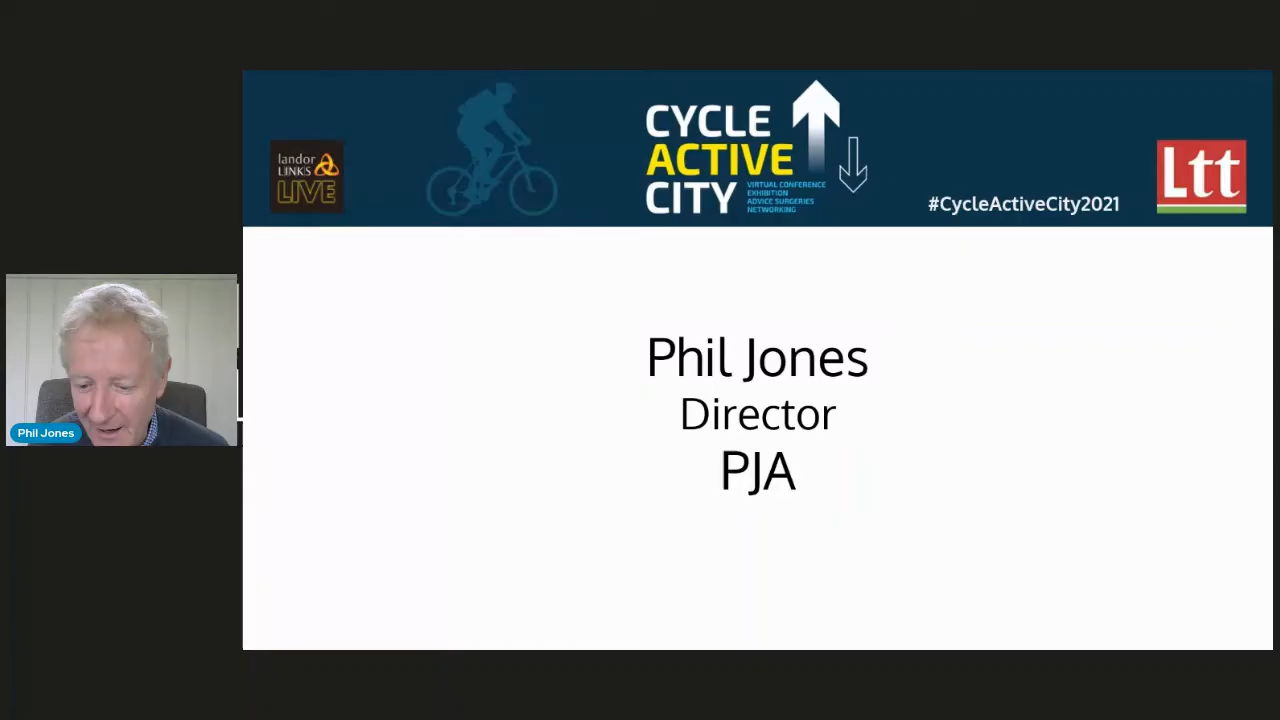 landor
LINKS
LIVE
CYCLE
ACTIVE
CITY
VIRTUAL CONFERENCE
EXHIBITION
ADVICE SURGERIES
NETWORKING
#CycleActiveCity2021
Ltt
Phil Jones
Director
PJA
Phil Jones